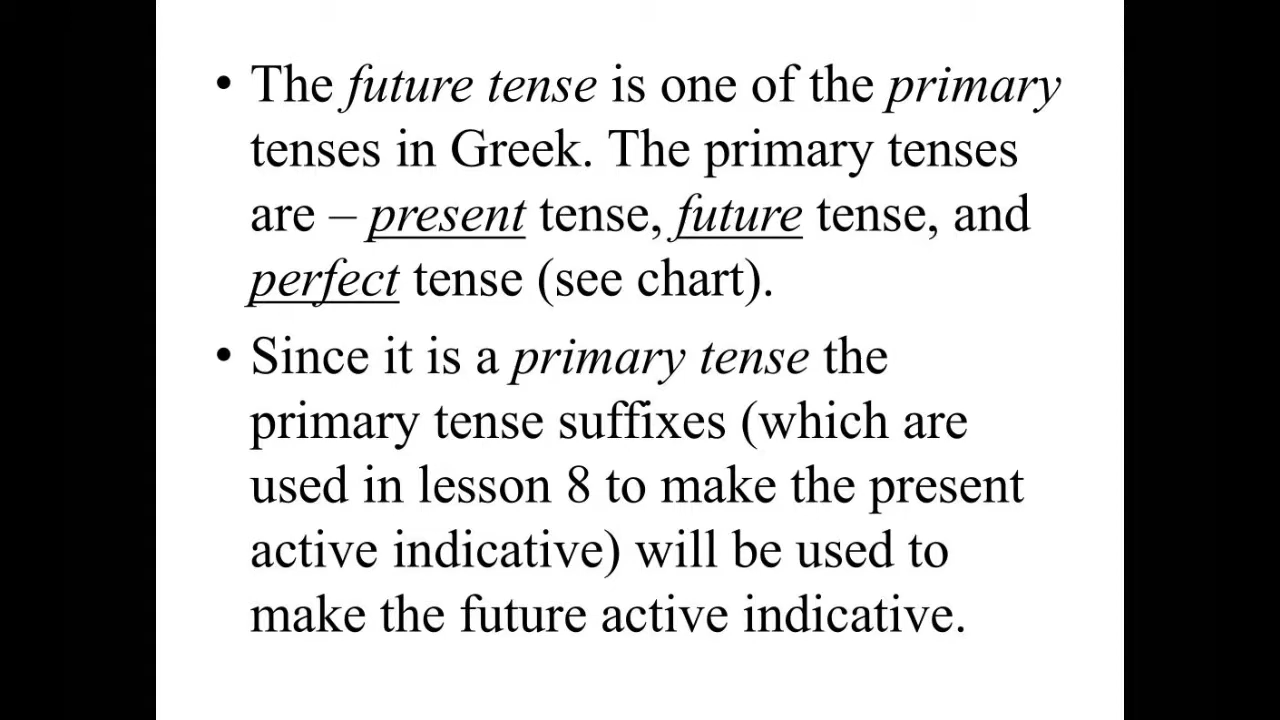 • The future tense is one of the primary
tenses in Greek. The primary tenses
are – present tense, future tense, and
perfect tense (see chart).
• Since it is a primary tense the
primary tense suffixes (which are
used in lesson 8 to make the present
active indicative) will be used to
make the future active indicative.